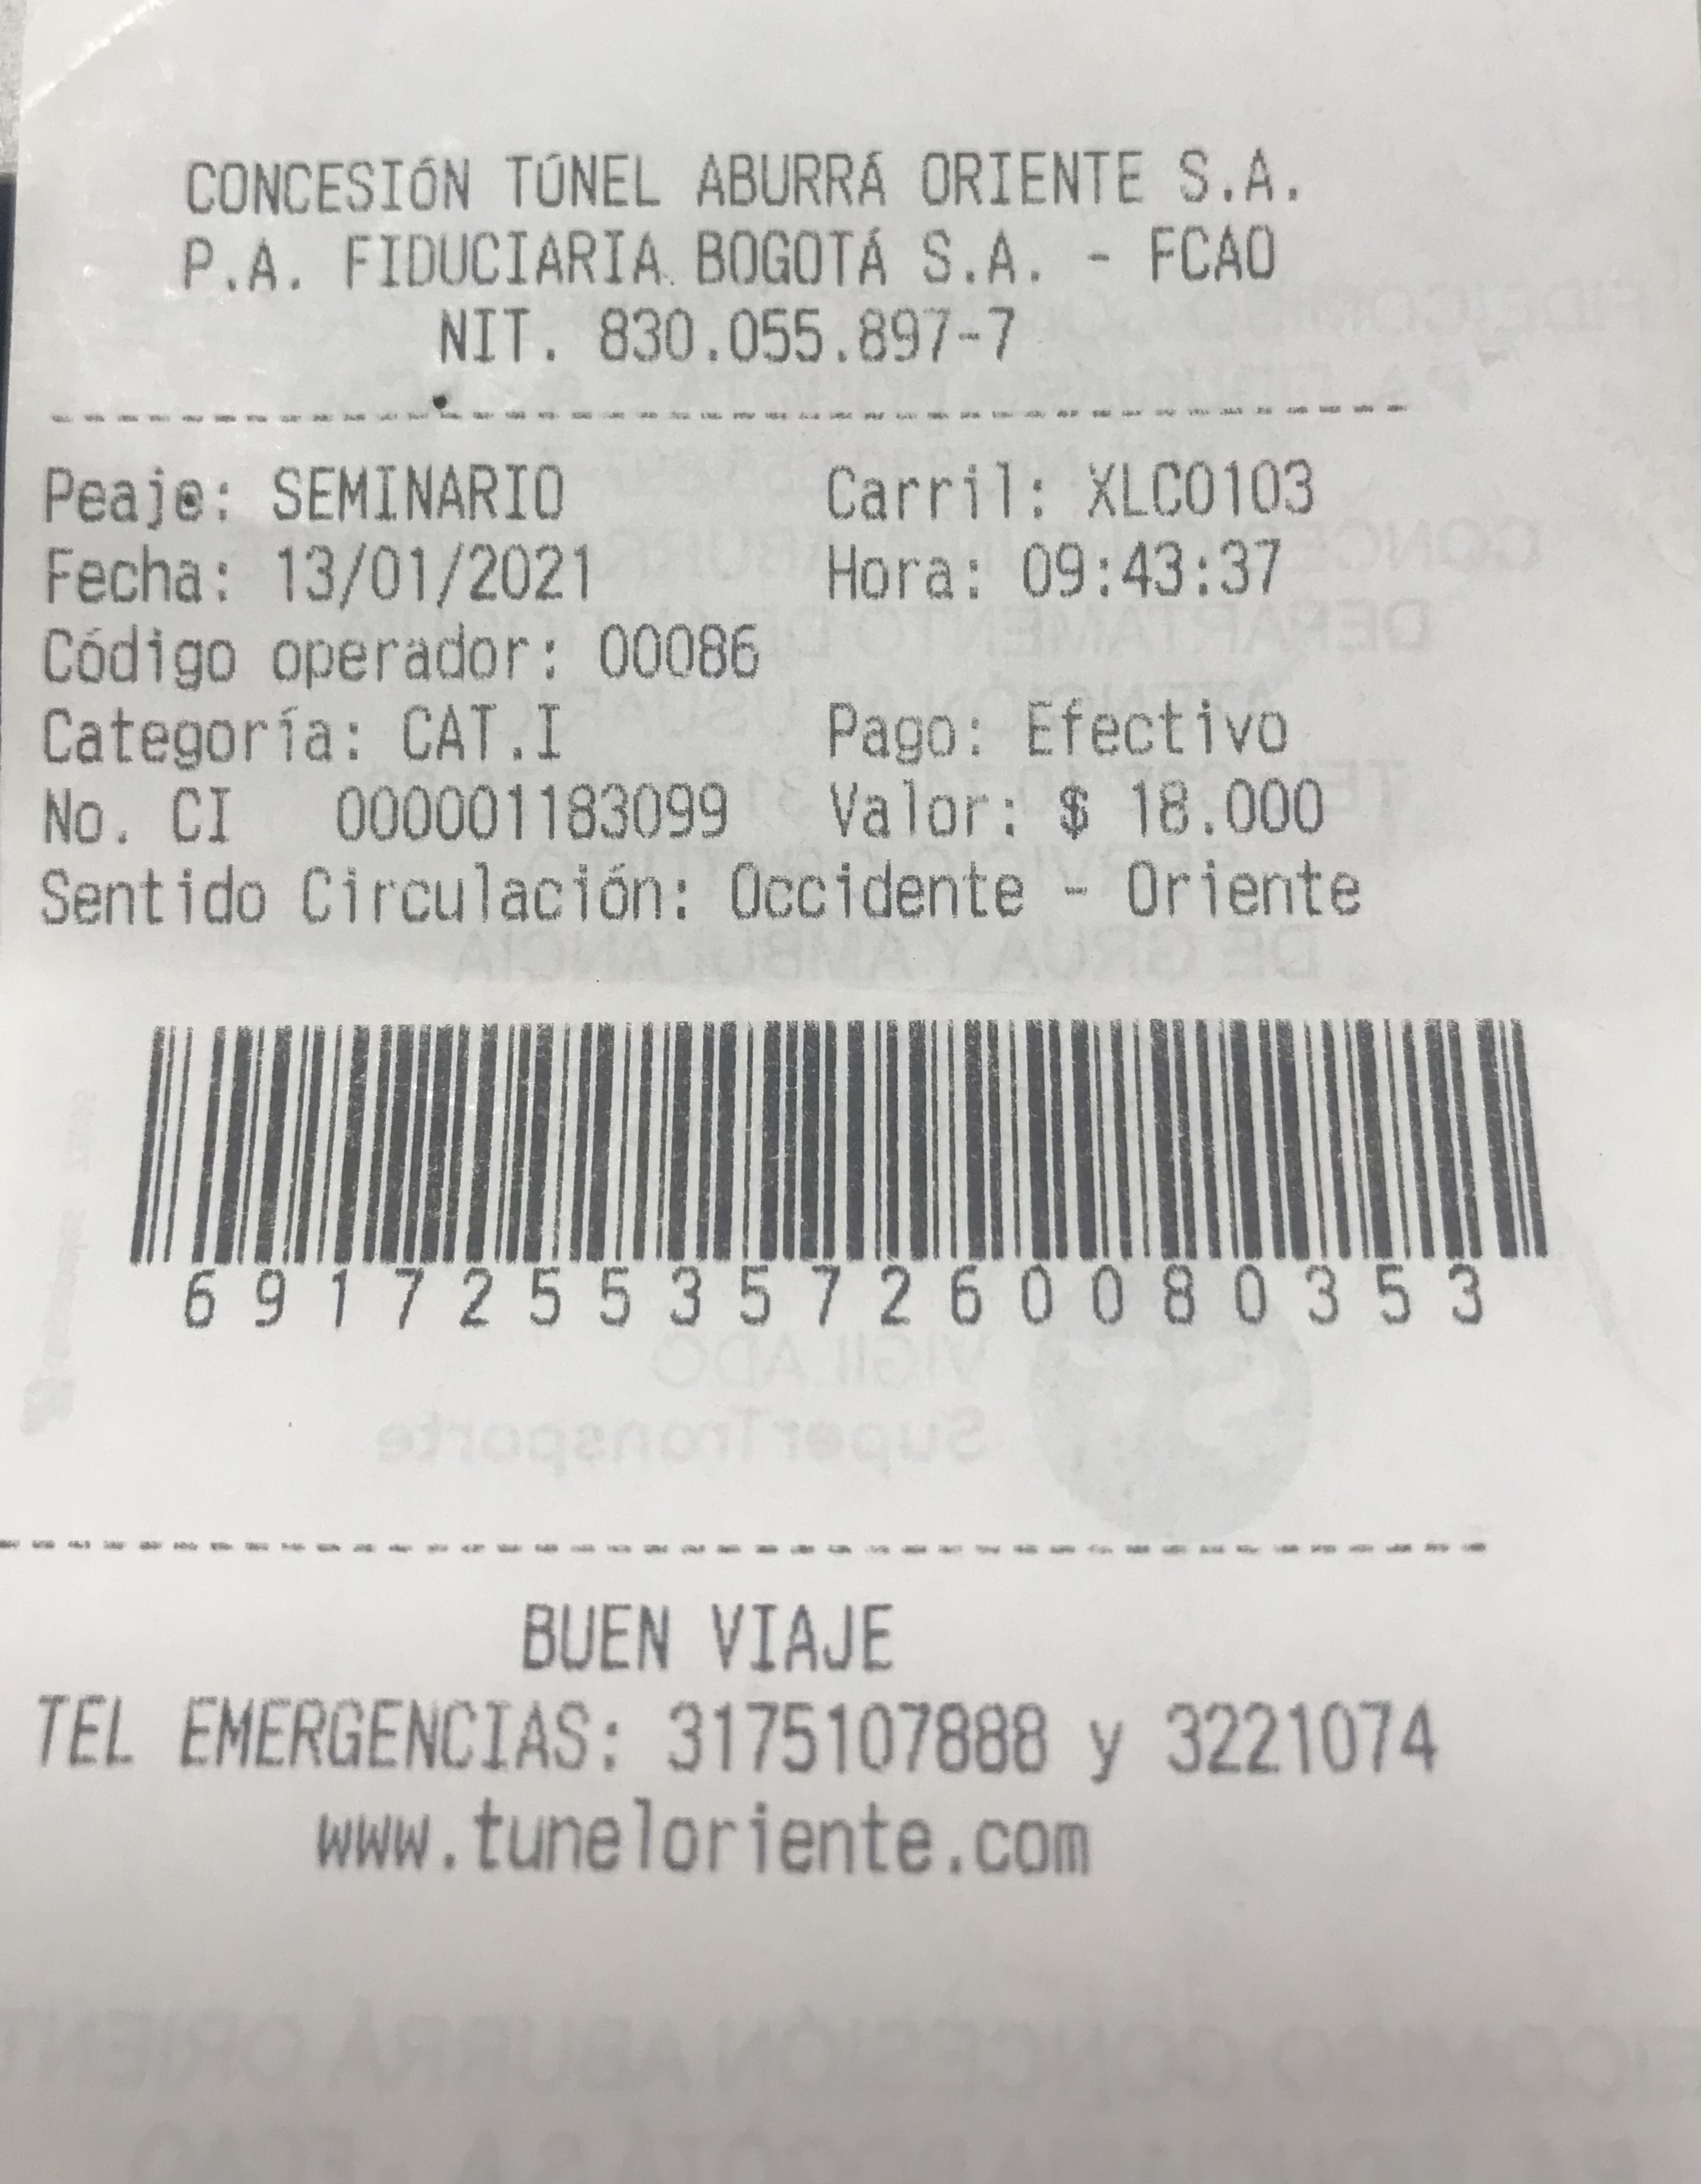 CONCESIÓN TÚNEL ABURRÁ ORIENTE S.A.
P.A. FIDUCIARIA BOGOTÁ S.A. - FCAO
NIT. 830.055.897-7
Peaje: SEMINARIO Carril: XLC0103
Fecha: 13/01/2021 Hora: 09:43:37
Código operador: 00086
Categoría: CAT.I Pago: Efectivo
No. CI 000001183099 Valor: $ 18.000
Sentido Circulación: Occidente - Oriente
6917255357260080353
VIGILADO
SuperTransporte
BUEN VIAJE
TEL EMERGENCIAS: 3175107888 y 3221074
www.tuneloriente.com